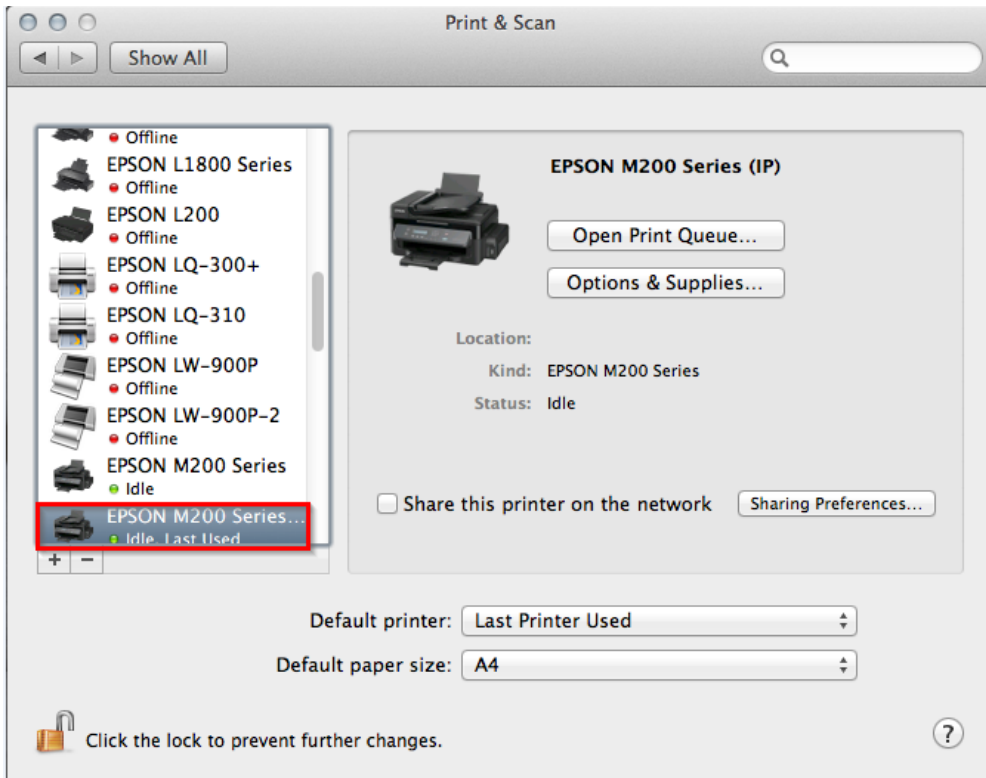 Print & Scan
Show All
Offline
EPSON L1800 Series
Offline
EPSON L200
Offline
EPSON LQ-300+
Offline
EPSON LQ-310
Offline
EPSON LW-900P
Offline
EPSON LW-900P-2
Offline
EPSON M200 Series
Idle
EPSON M200 Series...
Idle, Last Used
+ −
EPSON M200 Series (IP)
Open Print Queue...
Options & Supplies...
Location:
Kind: EPSON M200 Series
Status: Idle
Share this printer on the network
Sharing Preferences...
Default printer: Last Printer Used
Default paper size: A4
Click the lock to prevent further changes.
?